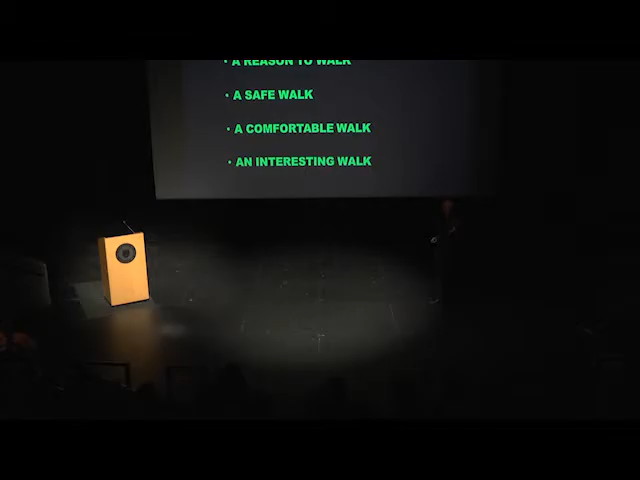 · A REASON TO WALK
· A SAFE WALK
· A COMFORTABLE WALK
· AN INTERESTING WALK